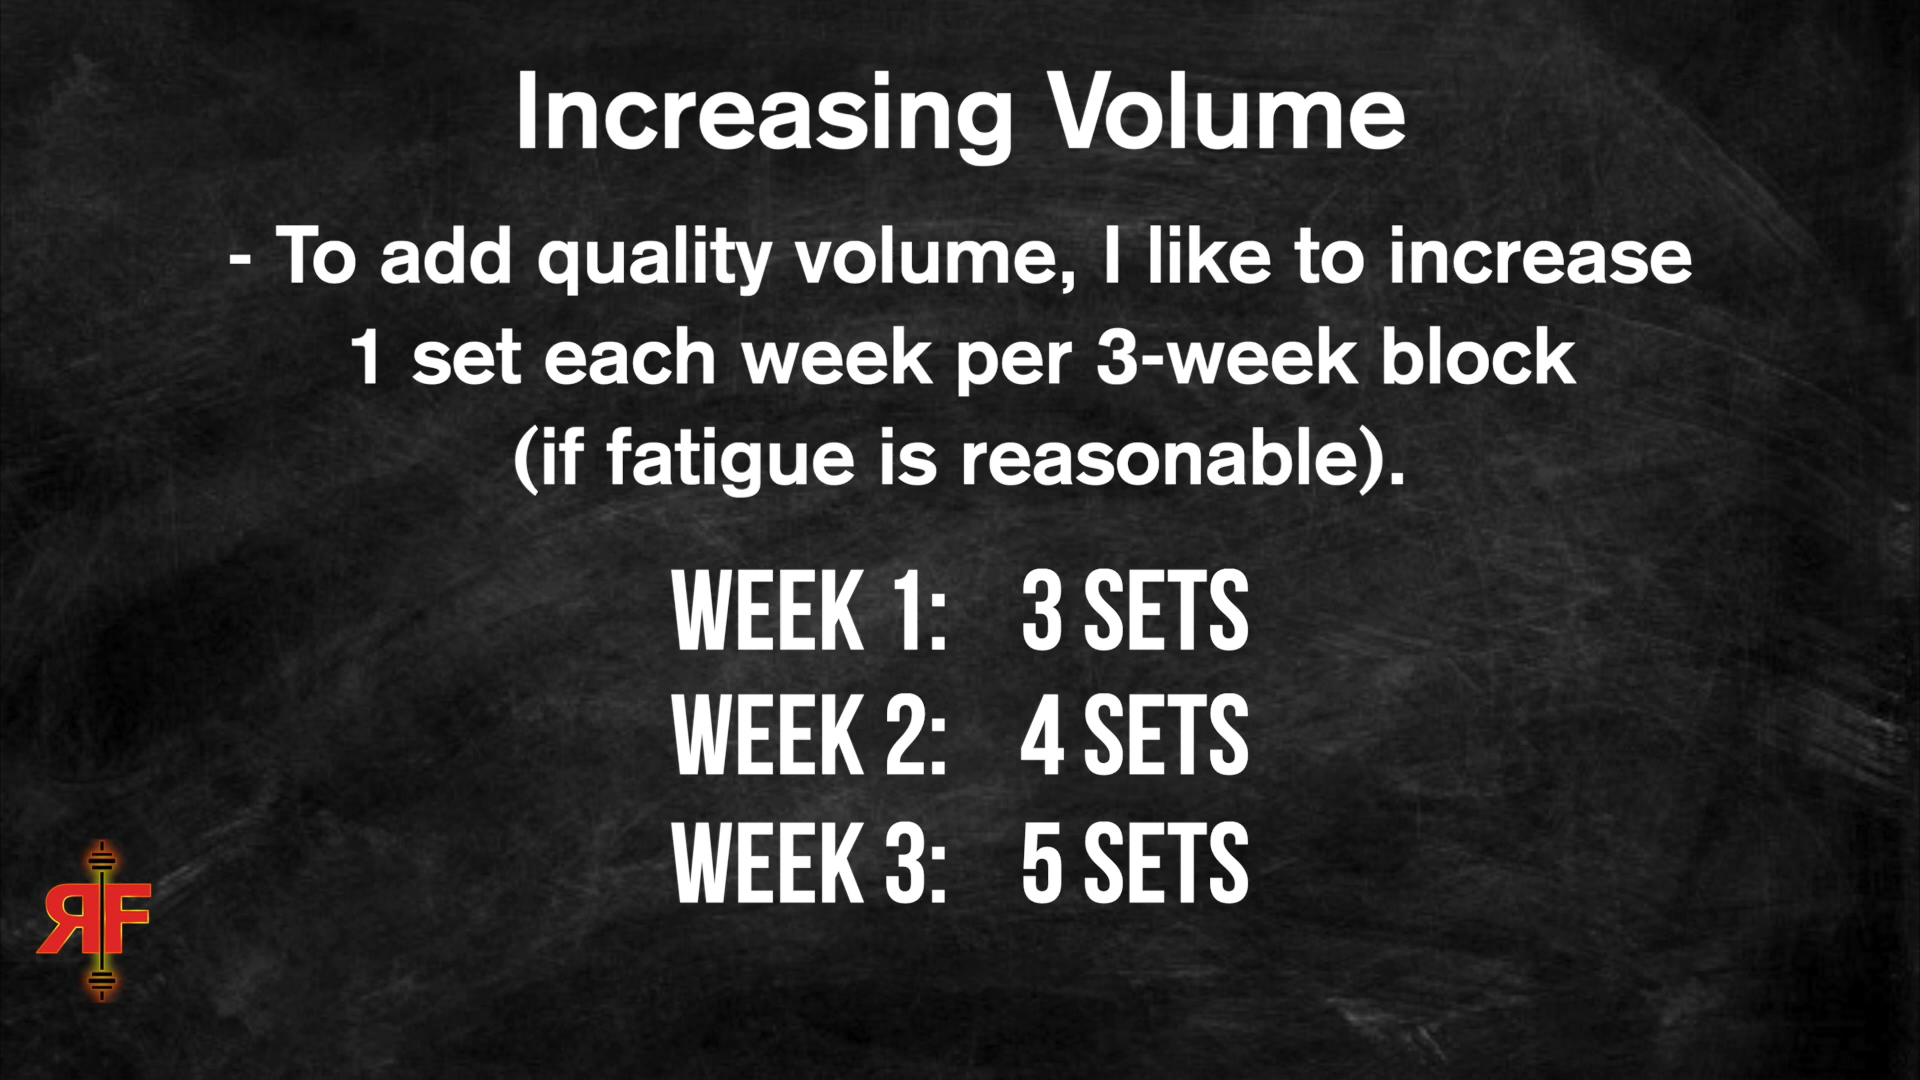 Increasing Volume
- To add quality volume, I like to increase
1 set each week per 3-week block
(if fatigue is reasonable).
WEEK 1: 3 SETS
WEEK 2: 4 SETS
WEEK 3: 5 SETS
RF